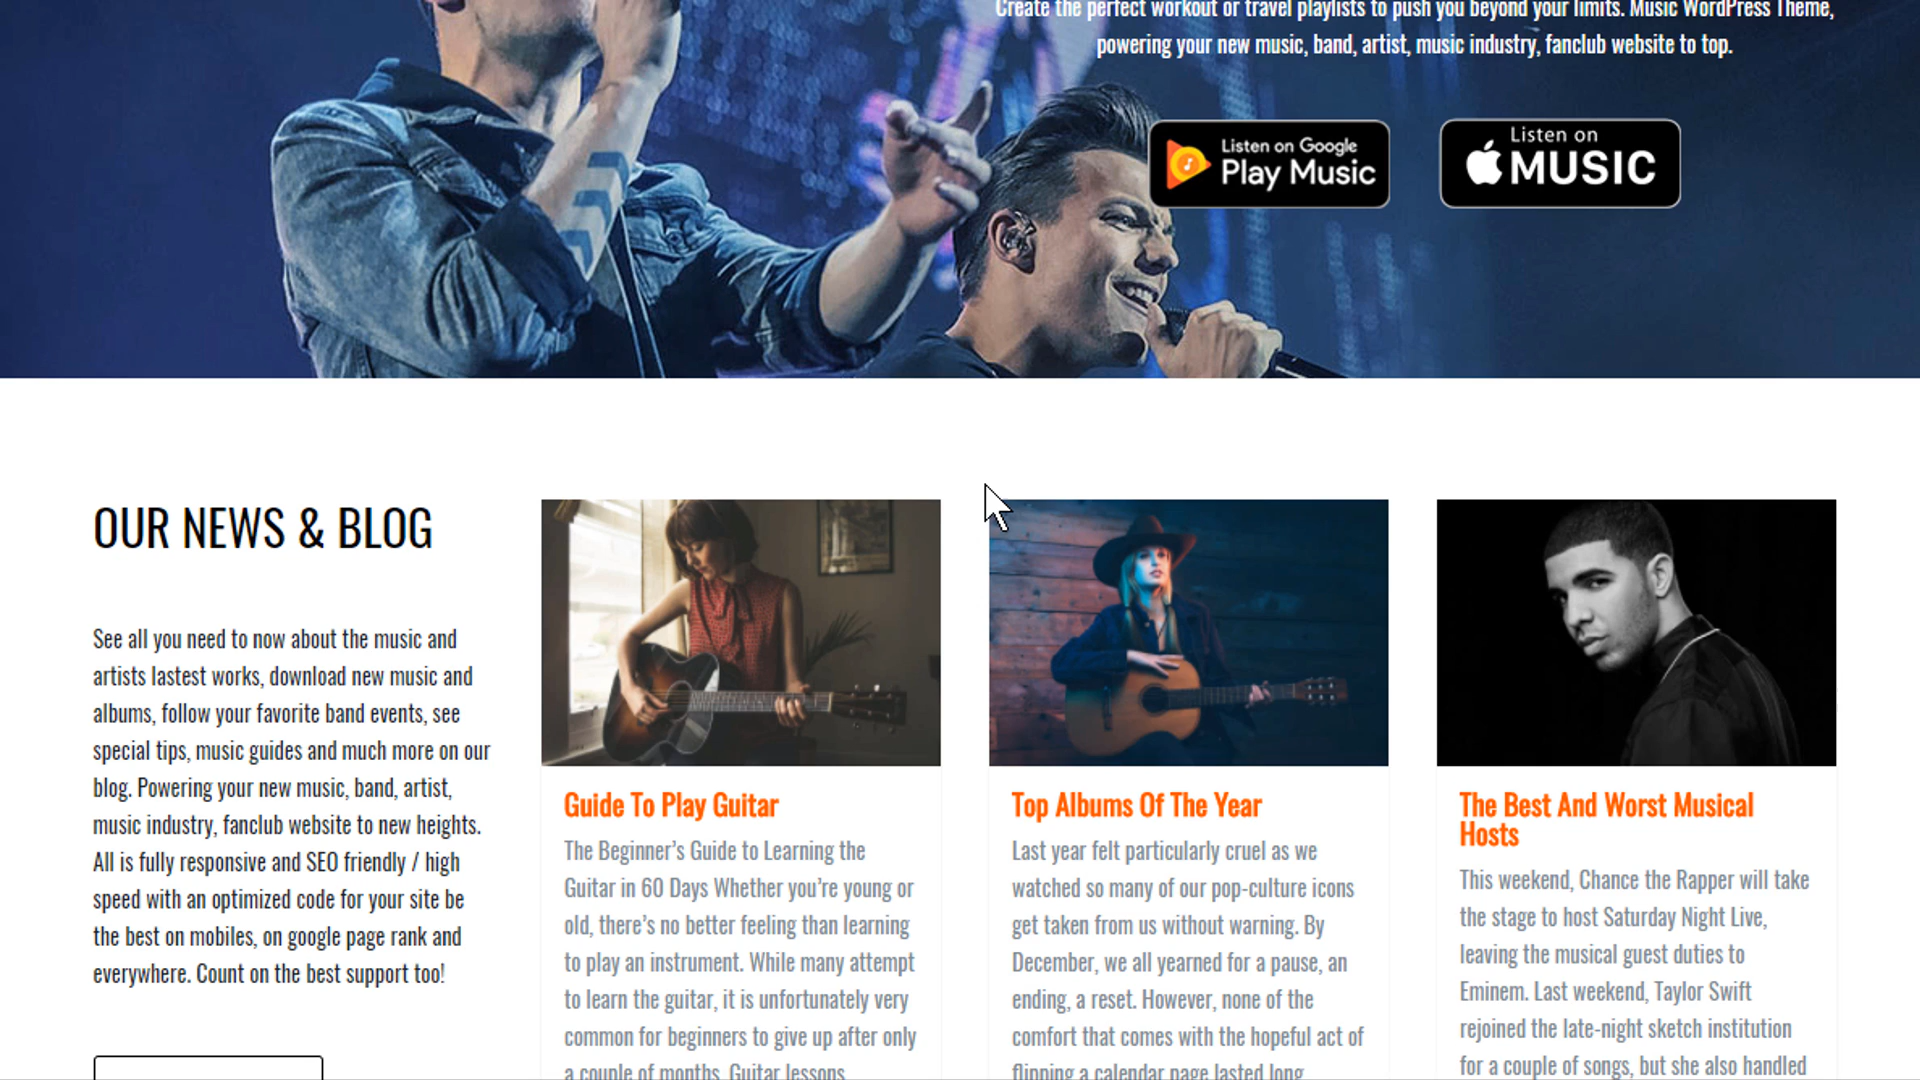 Create the perfect workout or travel playlists to push you beyond your limits. Music WordPress Theme,
powering your new music, band, artist, music industry, fanclub website to top.
Listen on Google
Play Music
Listen on
MUSIC
OUR NEWS & BLOG
See all you need to now about the music and
artists lastest works, download new music and
albums, follow your favorite band events, see
special tips, music guides and much more on our
blog. Powering your new music, band, artist,
music industry, fanclub website to new heights.
All is fully responsive and SEO friendly / high
speed with an optimized code for your site be
the best on mobiles, on google page rank and
everywhere. Count on the best support too!
Guide To Play Guitar
The Beginner’s Guide to Learning the
Guitar in 60 Days Whether you’re young or
old, there’s no better feeling than learning
to play an instrument. While many attempt
to learn the guitar, it is unfortunately very
common for beginners to give up after only
a couple of months. Guitar lessons
Top Albums Of The Year
Last year felt particularly cruel as we
watched so many of our pop-culture icons
get taken from us without warning. By
December, we all yearned for a pause, an
ending, a reset. However, none of the
comfort that comes with the hopeful act of
flipping a calendar page lasted long
The Best And Worst Musical
Hosts
This weekend, Chance the Rapper will take
the stage to host Saturday Night Live,
leaving the musical guest duties to
Eminem. Last weekend, Taylor Swift
rejoined the late-night sketch institution
for a couple of songs, but she also handled